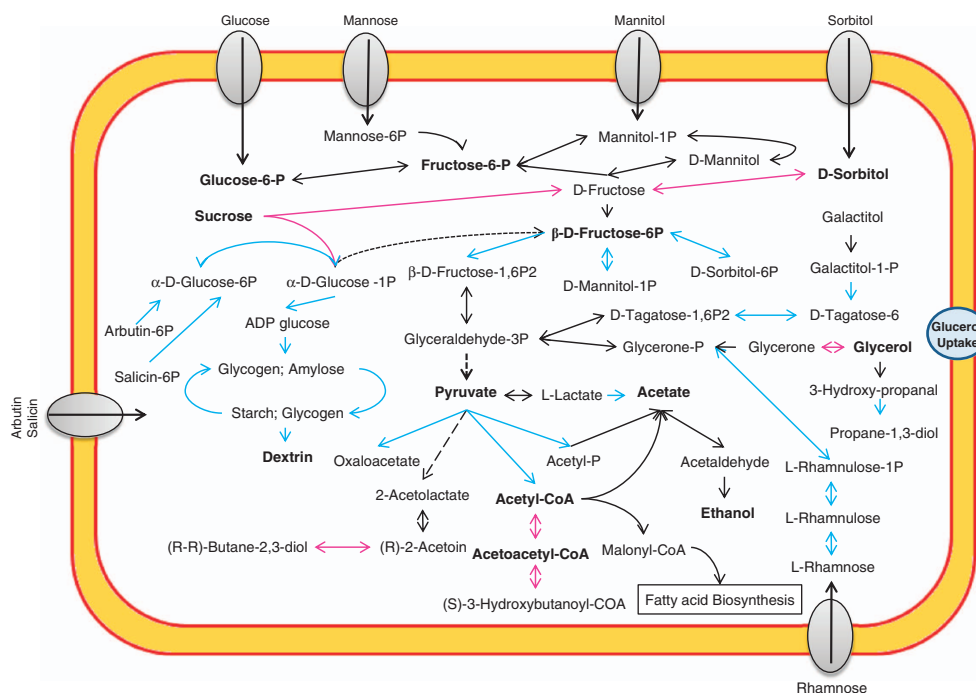 Glucose
Mannose
Mannitol
Sorbitol
Mannose-6P
Mannitol-1P
Fructose-6-P
D-Mannitol
Glucose-6-P
D-Fructose
D-Sorbitol
Sucrose
Galactitol
β-D-Fructose-6P
α-D-Glucose-6P
α-D-Glucose -1P
β-D-Fructose-1,6P2
D-Mannitol-1P
D-Sorbitol-6P
Galactitol-1-P
Arbutin-6P
ADP glucose
Glyceraldehyde-3P
D-Tagatose-1,6P2
D-Tagatose-6
Glycerol
Uptake
Glycerone-P
Glycerone
Glycerol
Salicin-6P
Glycogen; Amylose
3-Hydroxy-propanal
Pyruvate
L-Lactate
Acetate
Arbutin
Salicin
Starch; Glycogen
Propane-1,3-diol
Dextrin
Oxaloacetate
Acetyl-P
Acetaldehyde
L-Rhamnulose-1P
2-Acetolactate
Acetyl-CoA
Ethanol
L-Rhamnulose
(R-R)-Butane-2,3-diol
(R)-2-Acetoin
Acetoacetyl-CoA
Malonyl-CoA
L-Rhamnose
(S)-3-Hydroxybutanoyl-COA
Fatty acid Biosynthesis
Rhamnose